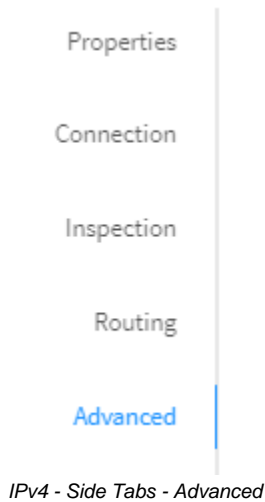 Properties
Connection
Inspection
Routing
Advanced
IPv4 - Side Tabs - Advanced